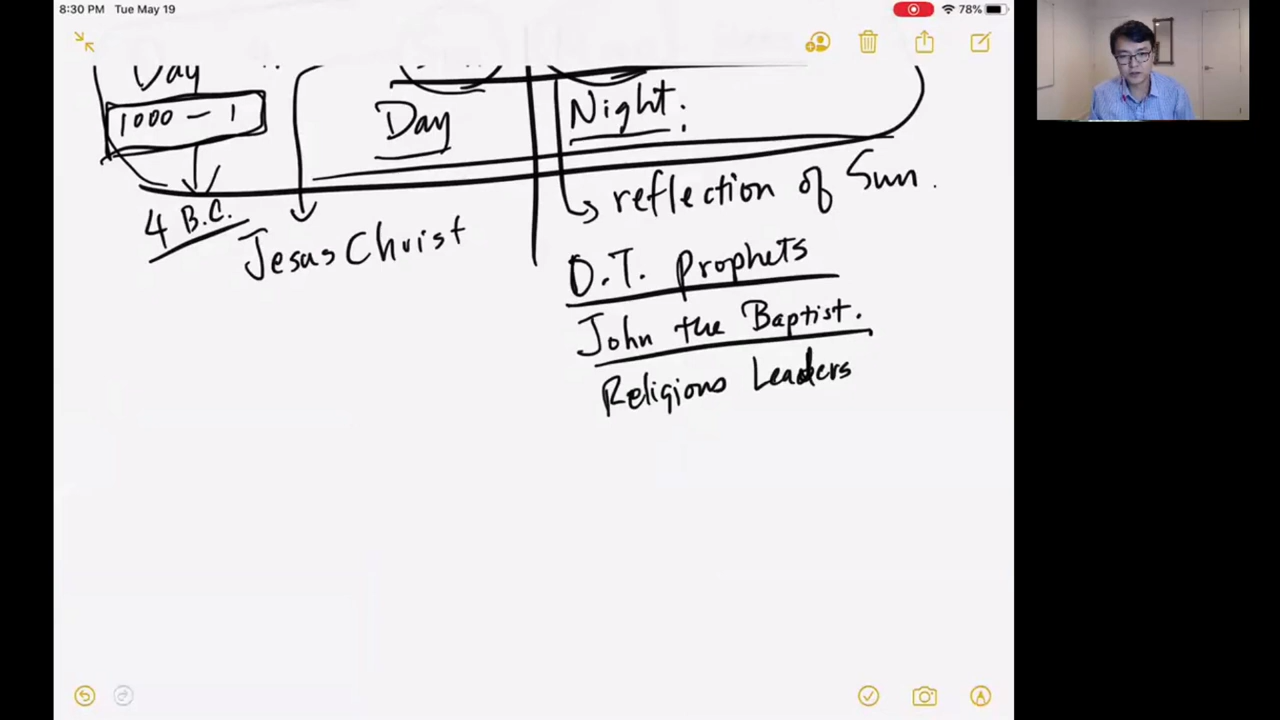 8:30 PM Tue May 19
78%
Day
1000 - 1
4 B.C.
Jesus Christ
Day
Night.
reflection of Sun.
O.T. prophets
John the Baptist.
Religious Leaders